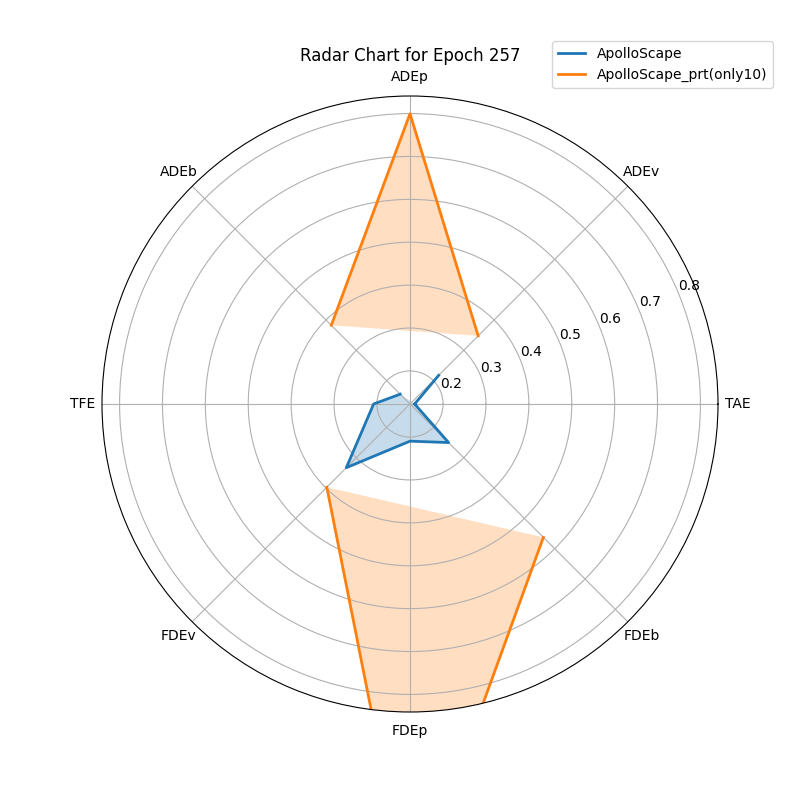 Radar Chart for Epoch 257
ApolloScape
ApolloScape_prt(only10)
ADEp
ADEb
ADEv
0.8
0.7
0.6
0.5
0.4
0.3
0.2
TFE
TAE
FDEv
FDEb
FDEp